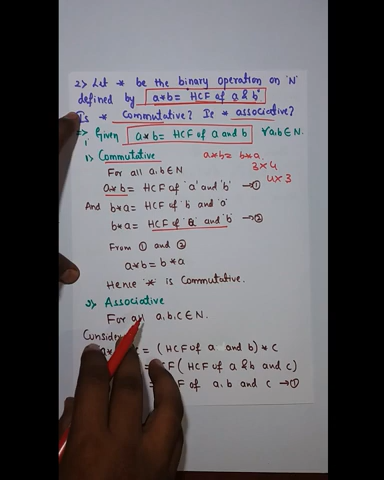 2) Let * be the binary operation on 'N'
defined by a*b = HCF of a & b.
Is * commutative? Is * associative?
=> Given a*b = HCF of a and b ∀ a,b ∈ N.
1) Commutative a*b = b*a.
For all a,b ∈ N 3×4
a*b = HCF of 'a' and 'b' → ① 4×3
And b*a = HCF of 'b' and 'a'
b*a = HCF of 'a' and 'b' → ②
From ① and ②
a*b = b*a
Hence '*' is Commutative.
2) Associative
For all a,b,c ∈ N.
Consider
= (HCF of a and b) * c
(HCF of a & b and c)
= of a, b and c → ①